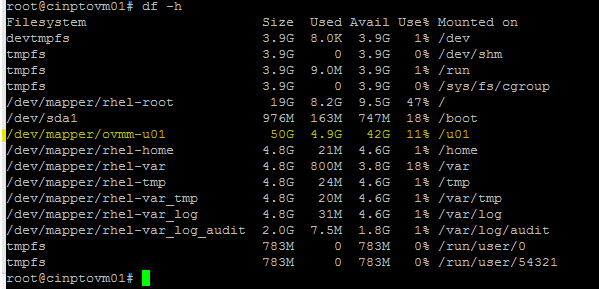 root@cinptovm01# df -h
Filesystem Size Used Avail Use% Mounted on
devtmpfs 3.9G 8.0K 3.9G 1% /dev
tmpfs 3.9G 0 3.9G 0% /dev/shm
tmpfs 3.9G 9.0M 3.9G 1% /run
tmpfs 3.9G 0 3.9G 0% /sys/fs/cgroup
/dev/mapper/rhel-root 19G 8.2G 9.5G 47% /
/dev/sda1 976M 163M 747M 18% /boot
/dev/mapper/ovmm-u01 50G 4.9G 42G 11% /u01
/dev/mapper/rhel-home 4.8G 21M 4.6G 1% /home
/dev/mapper/rhel-var 4.8G 800M 3.8G 18% /var
/dev/mapper/rhel-tmp 4.8G 24M 4.6G 1% /tmp
/dev/mapper/rhel-var_tmp 4.8G 20M 4.6G 1% /var/tmp
/dev/mapper/rhel-var_log 4.8G 31M 4.6G 1% /var/log
/dev/mapper/rhel-var_log_audit 2.0G 7.5M 1.8G 1% /var/log/audit
tmpfs 783M 0 783M 0% /run/user/0
tmpfs 783M 0 783M 0% /run/user/54321
root@cinptovm01#